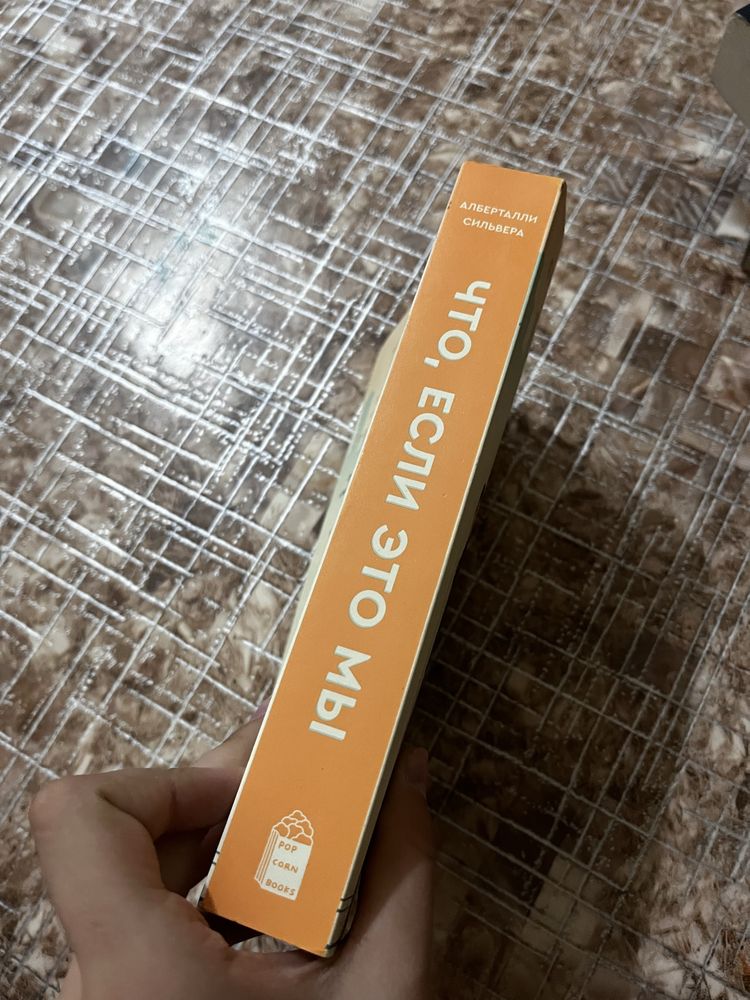 АЛБЕРТАЛЛИ
СИЛЬВЕРА
ЧТО, ЕСЛИ ЭТО МЫ
POP
CORN
BOOKS